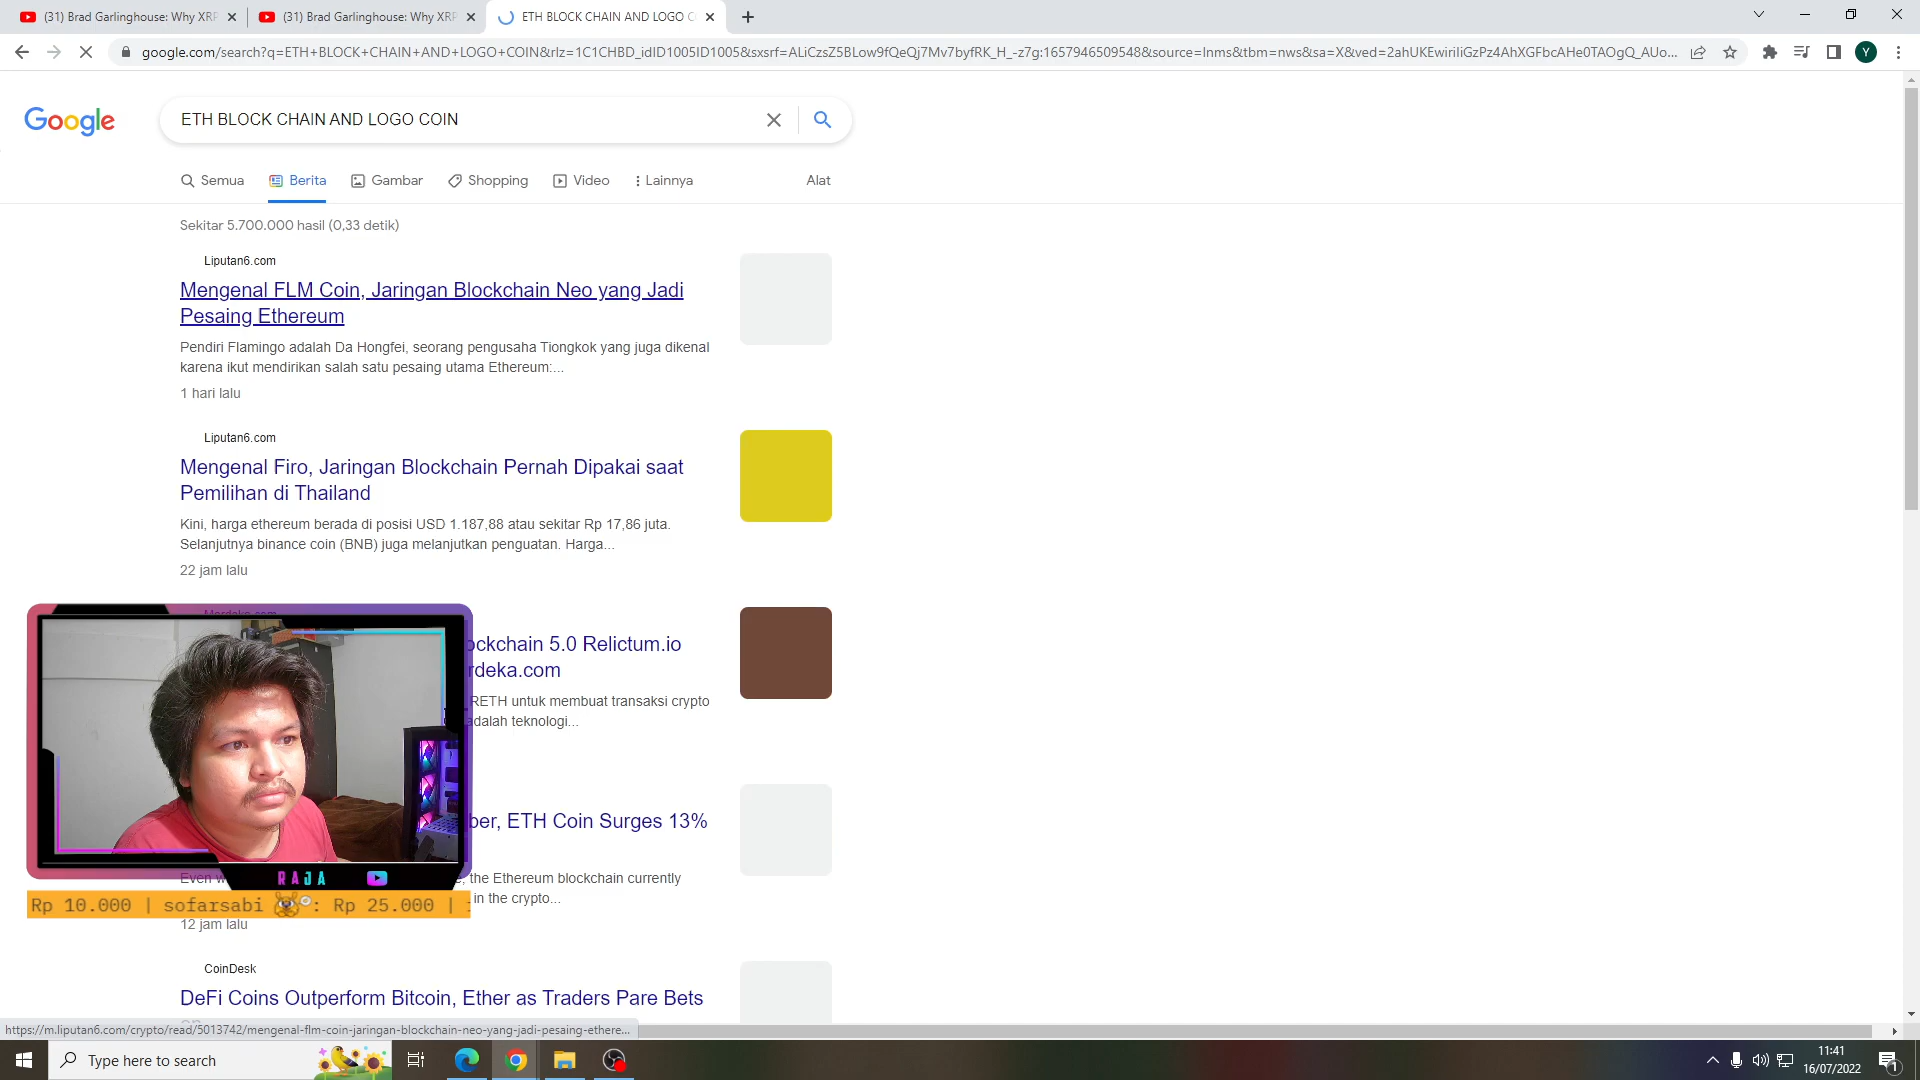 (31) Brad Garlinghouse: Why XRP
(31) Brad Garlinghouse: Why XRP
ETH BLOCK CHAIN AND LOGO C
google.com/search?q=ETH+BLOCK+CHAIN+AND+LOGO+COIN&rlz=1C1CHBD_idID1005ID1005&sxsrf=ALiCzsZ5BLow9fQeQj7Mv7byfRK_H_-z7g:1657946509548&source=lnms&tbm=nws&sa=X&ved=2ahUKEwiriIiGzPz4AhXGFbcAHe0TAOgQ_AUo...
Y
Google
ETH BLOCK CHAIN AND LOGO COIN
Semua
Berita
Gambar
Shopping
Video
Lainnya
Alat
Sekitar 5.700.000 hasil (0,33 detik)
Liputan6.com
Mengenal FLM Coin, Jaringan Blockchain Neo yang Jadi
Pesaing Ethereum
Pendiri Flamingo adalah Da Hongfei, seorang pengusaha Tiongkok yang juga dikenal
karena ikut mendirikan salah satu pesaing utama Ethereum:...
1 hari lalu
Liputan6.com
Mengenal Firo, Jaringan Blockchain Pernah Dipakai saat
Pemilihan di Thailand
Kini, harga ethereum berada di posisi USD 1.187,88 atau sekitar Rp 17,86 juta.
Selanjutnya binance coin (BNB) juga melanjutkan penguatan. Harga...
22 jam lalu
Merdeka.com
ockchain 5.0 Relictum.io
rdeka.com
RETH untuk membuat transaksi crypto
adalah teknologi...
ber, ETH Coin Surges 13%
Even w
, the Ethereum blockchain currently
in the crypto...
12 jam lalu
RAJA
Rp 10.000 | sofarsabi : Rp 25.000 |
CoinDesk
DeFi Coins Outperform Bitcoin, Ether as Traders Pare Bets
https://m.liputan6.com/crypto/read/5013742/mengenal-flm-coin-jaringan-blockchain-neo-yang-jadi-pesaing-ethere...
Type here to search
11:41
16/07/2022
1